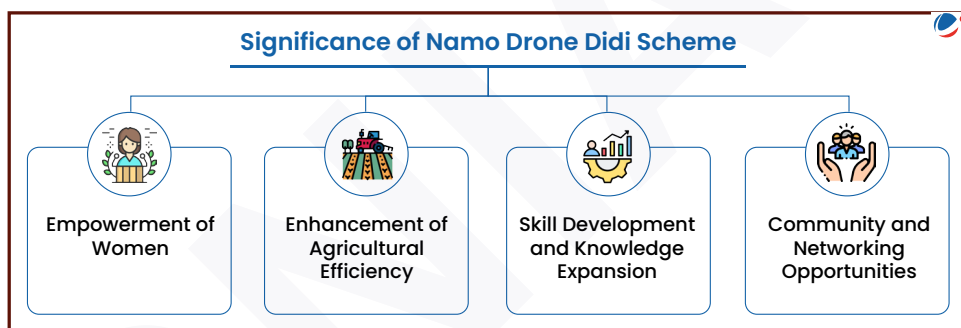 Significance of Namo Drone Didi Scheme
Empowerment of
Women
Enhancement of
Agricultural
Efficiency
Skill Development
and Knowledge
Expansion
Community and
Networking
Opportunities